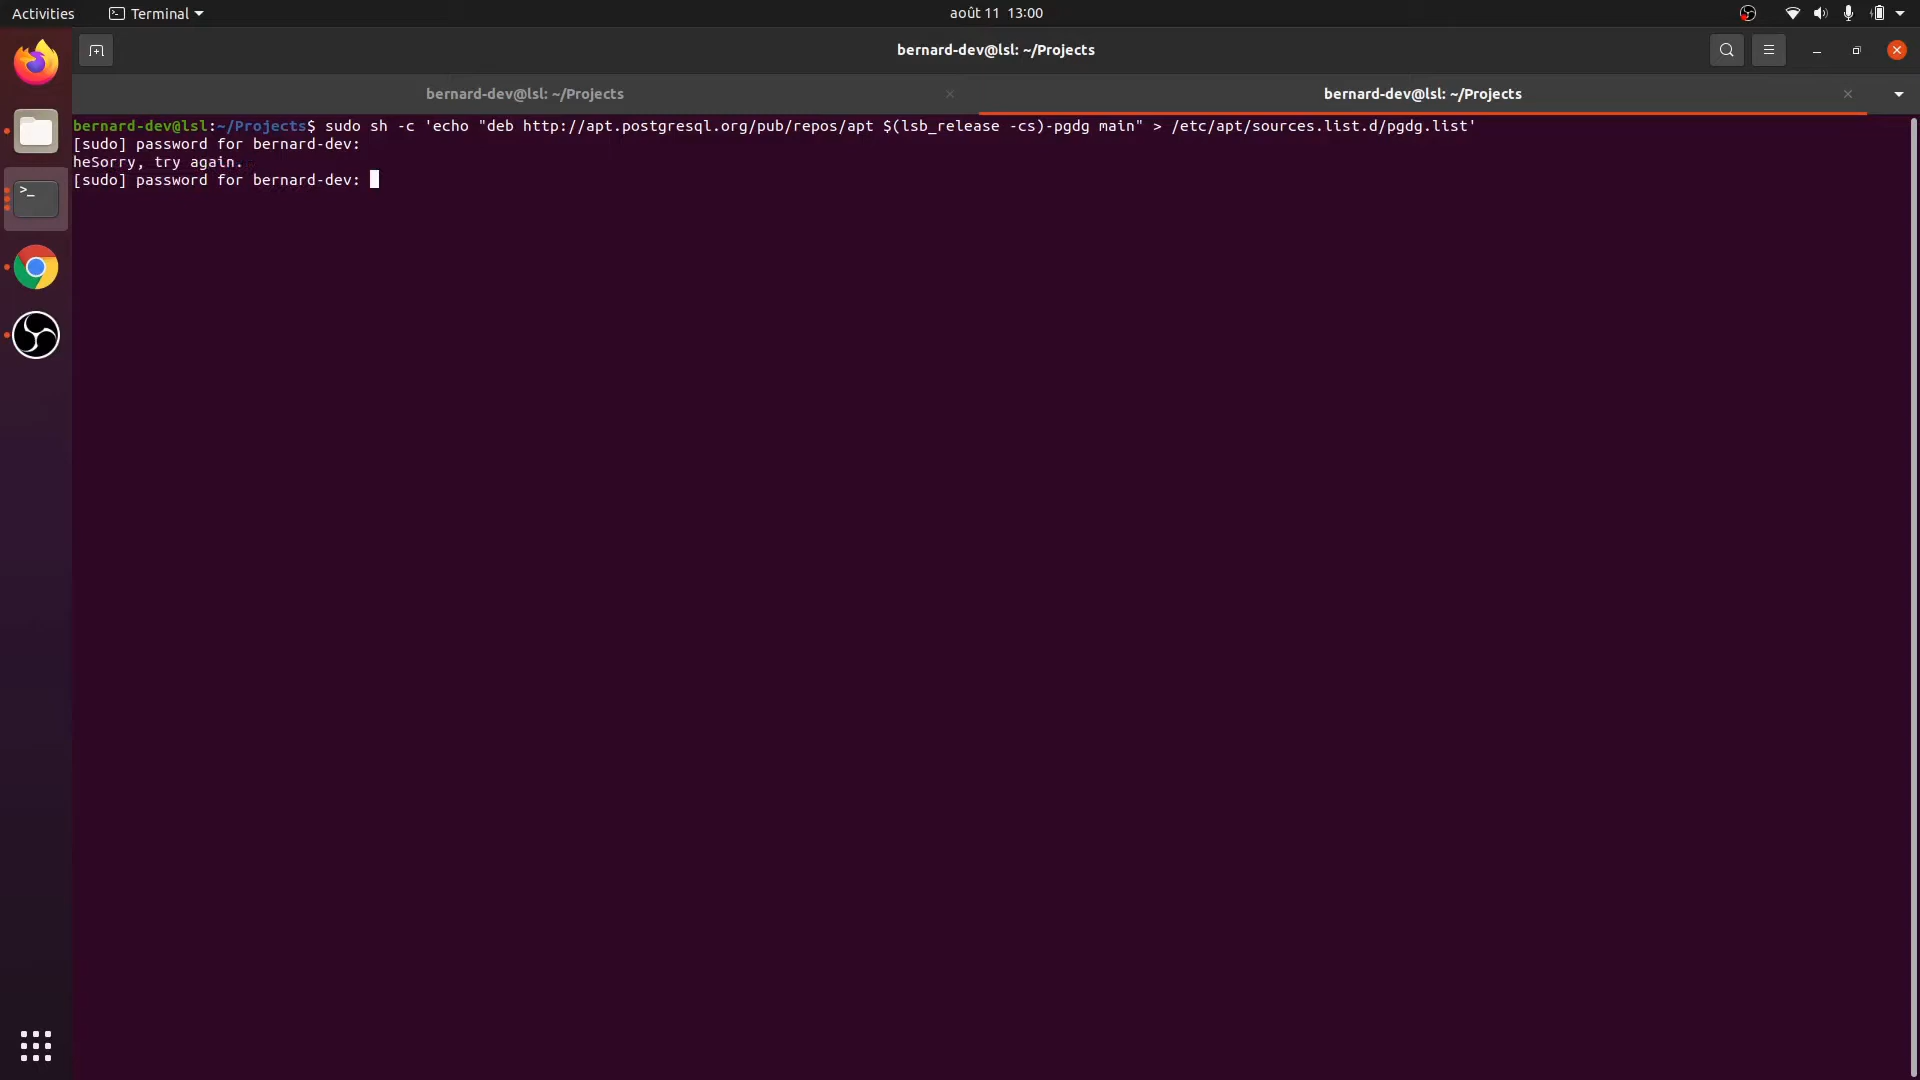 Activities
Terminal
août 11 13:00
bernard-dev@lsl: ~/Projects
bernard-dev@lsl: ~/Projects
bernard-dev@lsl: ~/Projects
bernard-dev@lsl:~/Projects$ sudo sh -c 'echo "deb http://apt.postgresql.org/pub/repos/apt $(lsb_release -cs)-pgdg main" > /etc/apt/sources.list.d/pgdg.list'
[sudo] password for bernard-dev:
heSorry, try again.
[sudo] password for bernard-dev: